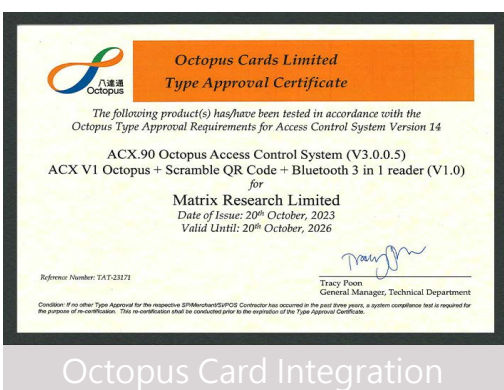 八達通
Octopus
Octopus Cards Limited
Type Approval Certificate
The following product(s) has/have been tested in accordance with the
Octopus Type Approval Requirements for Access Control System Version 14
ACX.90 Octopus Access Control System (V3.0.0.5)
ACX V1 Octopus + Scramble QR Code + Bluetooth 3 in 1 reader (V1.0)
for
Matrix Research Limited
Date of Issue: 20th October, 2023
Valid Until: 20th October, 2026
Reference Number: TAT-23171
Tracy Poon
General Manager, Technical Department
Condition: If no other Type Approval for the respective SP/Merchant/SI/POS Contractor has occurred in the past three years, a system compliance test is required for
the purpose of re-certification. This re-certification shall be conducted prior to the expiration of the Type Approval Certificate.
Octopus Card Integration